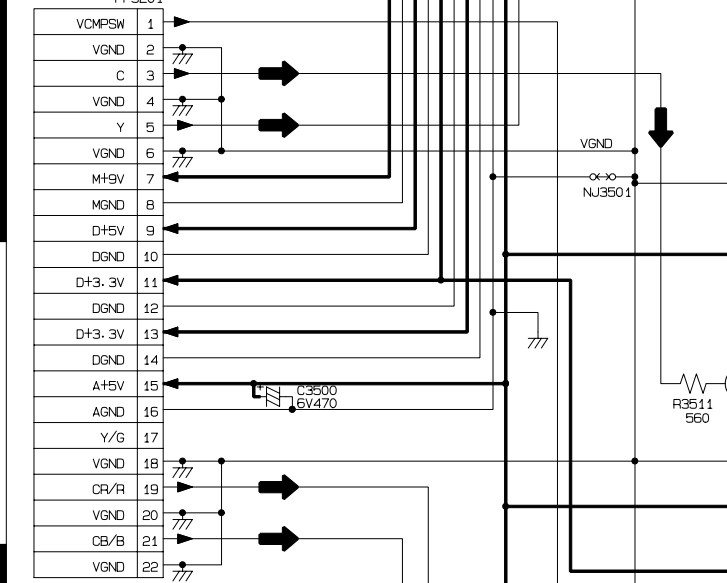 VCMPSW 1
VGND 2
C 3
VGND 4
Y 5
VGND 6
VGND
M+9V 7
NJ3501
MGND 8
D+5V 9
DGND 10
D+3.3V 11
DGND 12
D+3.3V 13
DGND 14
A+5V 15
+
C3500
6V470
R3511
560
AGND 16
Y/G 17
VGND 18
CR/R 19
VGND 20
CB/B 21
VGND 22